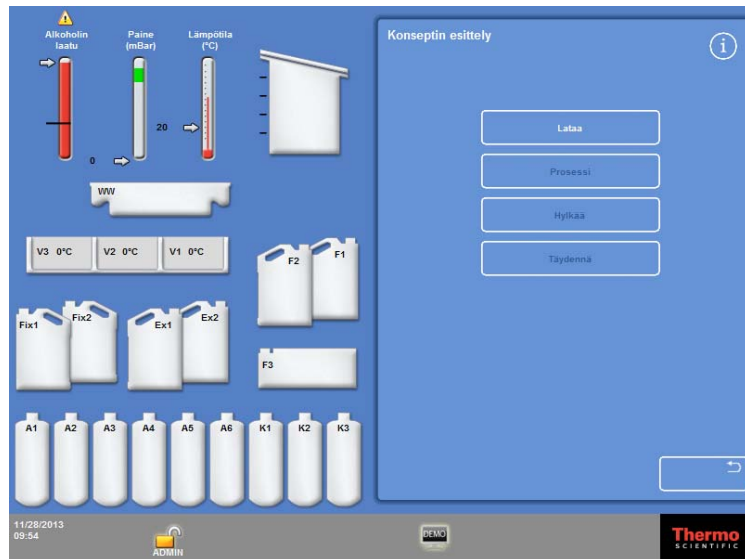 Alkoholin
laatu
Paine
(mBar)
Lämpötila
(°C)
20
0
WW
V3 0°C
V2 0°C
V1 0°C
F2
F1
Fix1
Fix2
Ex1
Ex2
F3
A1
A2
A3
A4
A5
A6
K1
K2
K3
Konseptin esittely
i
Lataa
Prosessi
Hylkää
Täydennä
11/28/2013
09:54
ADMIN
DEMO
Thermo
SCIENTIFIC